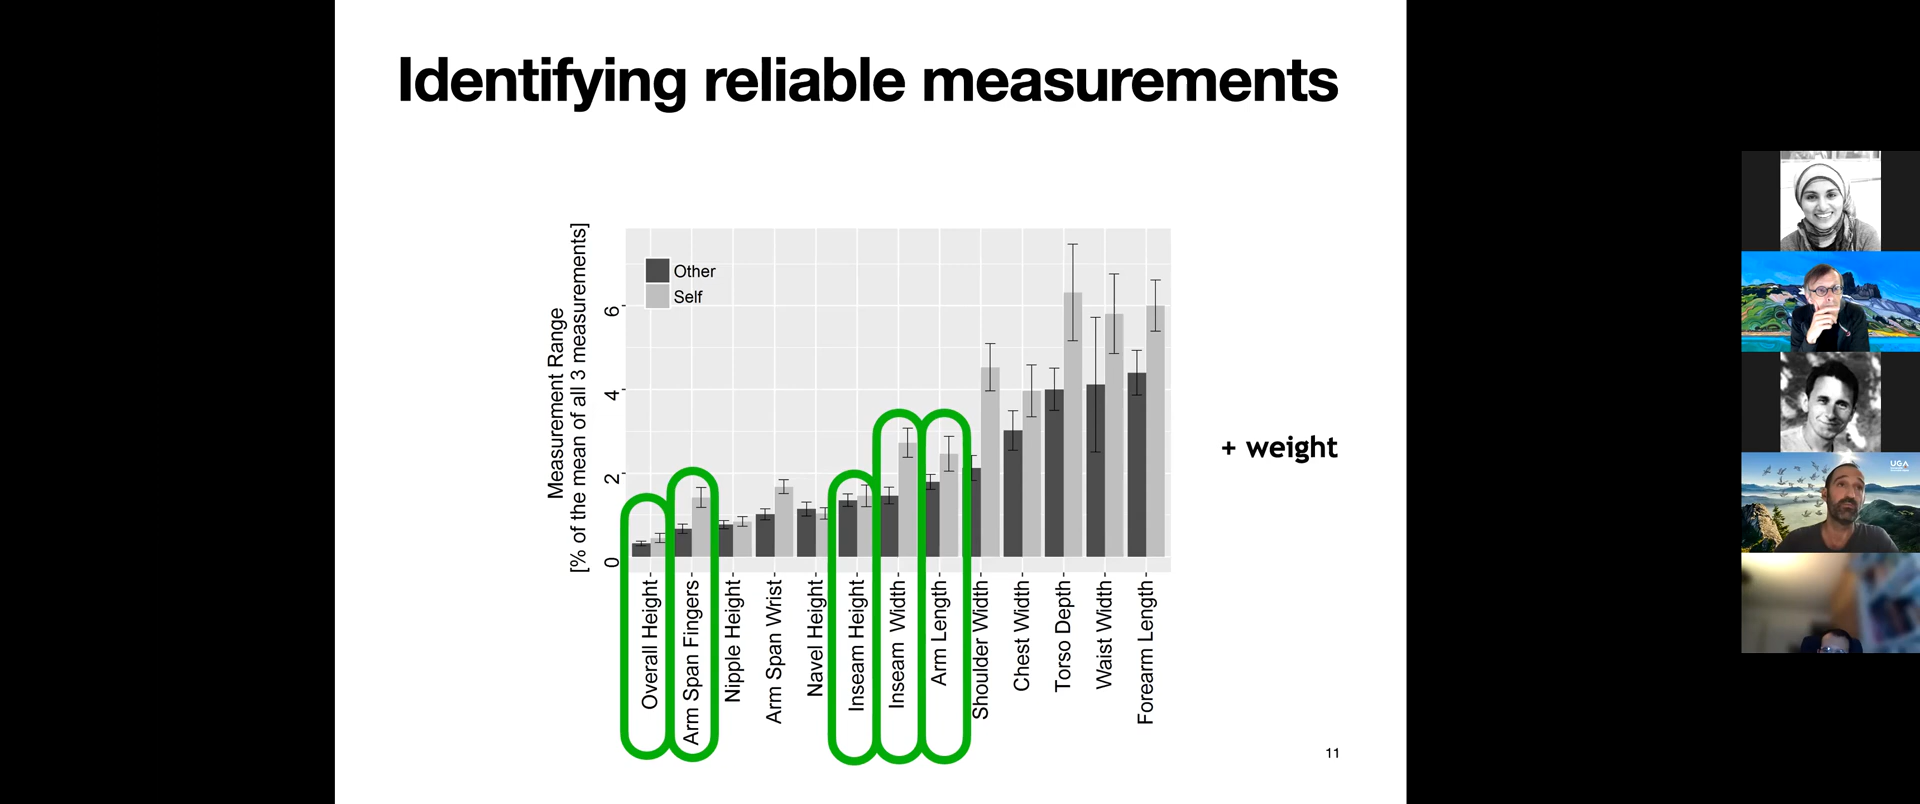 Identifying reliable measurements
Measurement Range
[% of the mean of all 3 measurements]
0
2
4
6
Other
Self
Overall Height
Arm Span Fingers
Nipple Height
Arm Span Wrist
Navel Height
Inseam Height
Inseam Width
Arm Length
Shoulder Width
Chest Width
Torso Depth
Waist Width
Forearm Length
+ weight
11
UGA